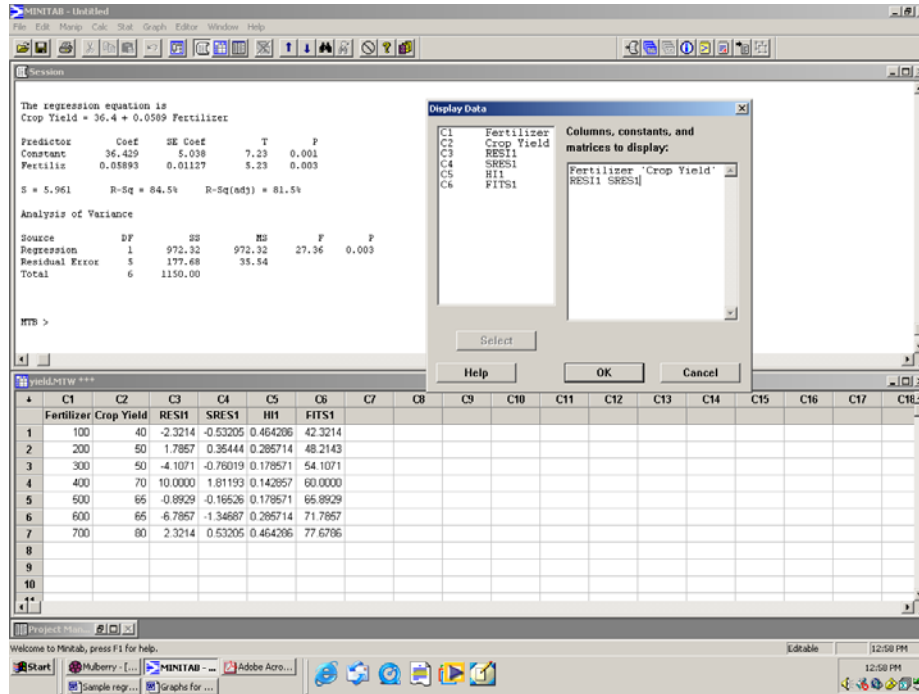 MINITAB - Untitled
File Edit Manip Calc Stat Graph Editor Window Help
Session
The regression equation is
Crop Yield = 36.4 + 0.0589 Fertilizer
Predictor Coef SE Coef T P
Constant 36.429 5.038 7.23 0.001
Fertiliz 0.05893 0.01127 5.23 0.003
S = 5.961 R-Sq = 84.5% R-Sq(adj) = 81.5%
Analysis of Variance
Source DF SS MS F P
Regression 1 972.32 972.32 27.36 0.003
Residual Error 5 177.68 35.54
Total 6 1150.00
MTB >
Display Data
C1 Fertilizer
C2 Crop Yield
C3 RESI1
C4 SRES1
C5 HI1
C6 FITS1
Columns, constants, and
matrices to display:
Fertilizer 'Crop Yield'
RESI1 SRES1
Select
Help OK Cancel
yield.MTW ***
C1 C2 C3 C4 C5 C6 C7 C8 C9 C10 C11 C12 C13 C14 C15 C16 C17 C18
Fertilizer Crop Yield RESI1 SRES1 HI1 FITS1
1 100 40 -2.3214 -0.53205 0.464286 42.3214
2 200 50 1.7857 0.35444 0.285714 48.2143
3 300 50 -4.1071 -0.76019 0.178571 54.1071
4 400 70 10.0000 1.81193 0.142857 60.0000
5 500 65 -0.8929 -0.16526 0.178571 65.8929
6 600 65 -6.7857 -1.34687 0.285714 71.7857
7 700 80 2.3214 0.53205 0.464286 77.6786
8
9
10
11
Project Man...
Welcome to Minitab, press F1 for help. Editable 12:58 PM
Start Mulberry - [... MINITAB - ... Adobe Acro... 12:58 PM
Sample regr... Graphs for ...